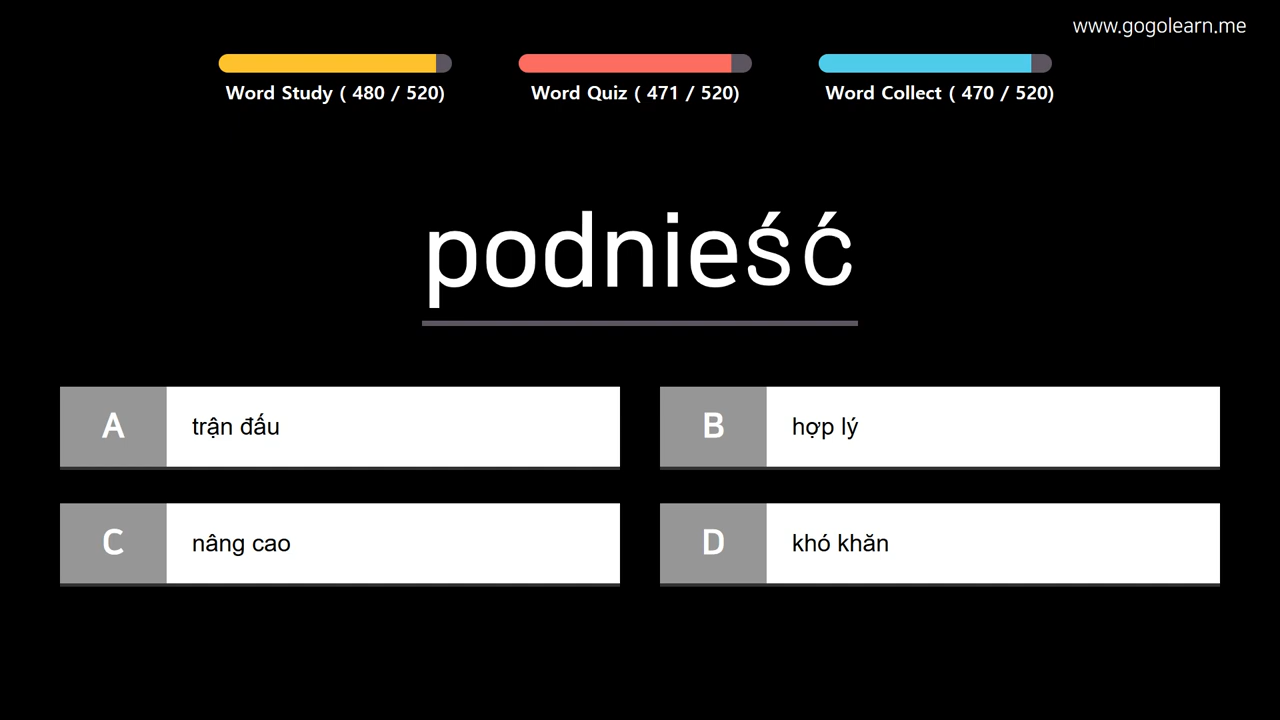 www.gogolearn.me
Word Study ( 480 / 520)
Word Quiz ( 471 / 520)
Word Collect ( 470 / 520)
podnieść
A
trận đấu
B
hợp lý
C
nâng cao
D
khó khăn